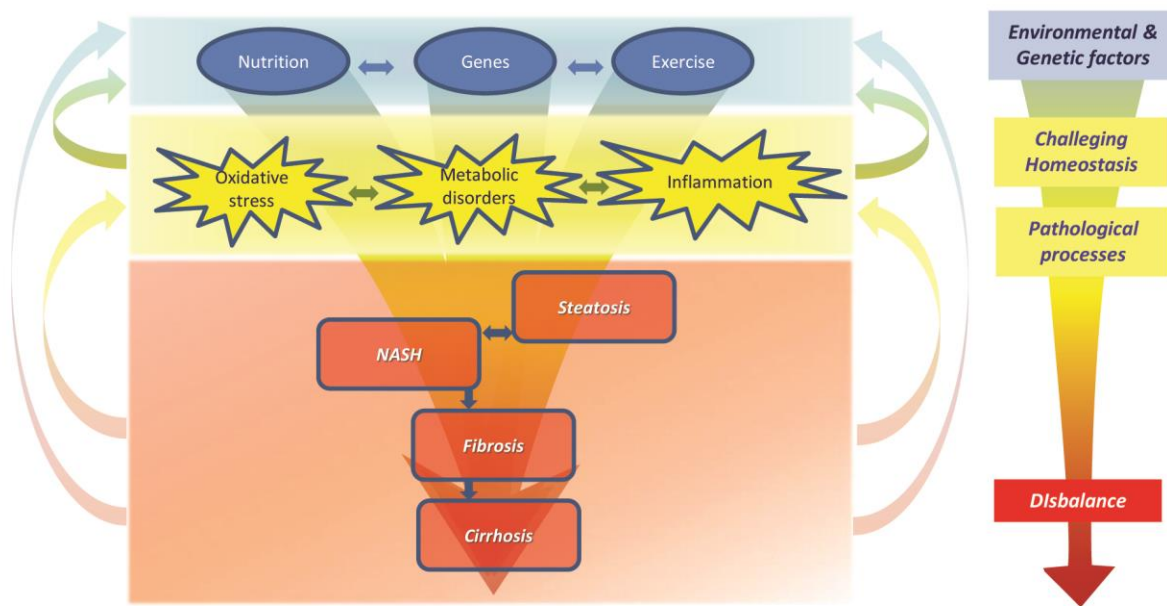 Nutrition
Genes
Exercise
Environmental &
Genetic factors
Oxidative
stress
Metabolic
disorders
Inflammation
Challeging
Homeostasis
Pathological
processes
Steatosis
NASH
Fibrosis
Cirrhosis
DIsbalance